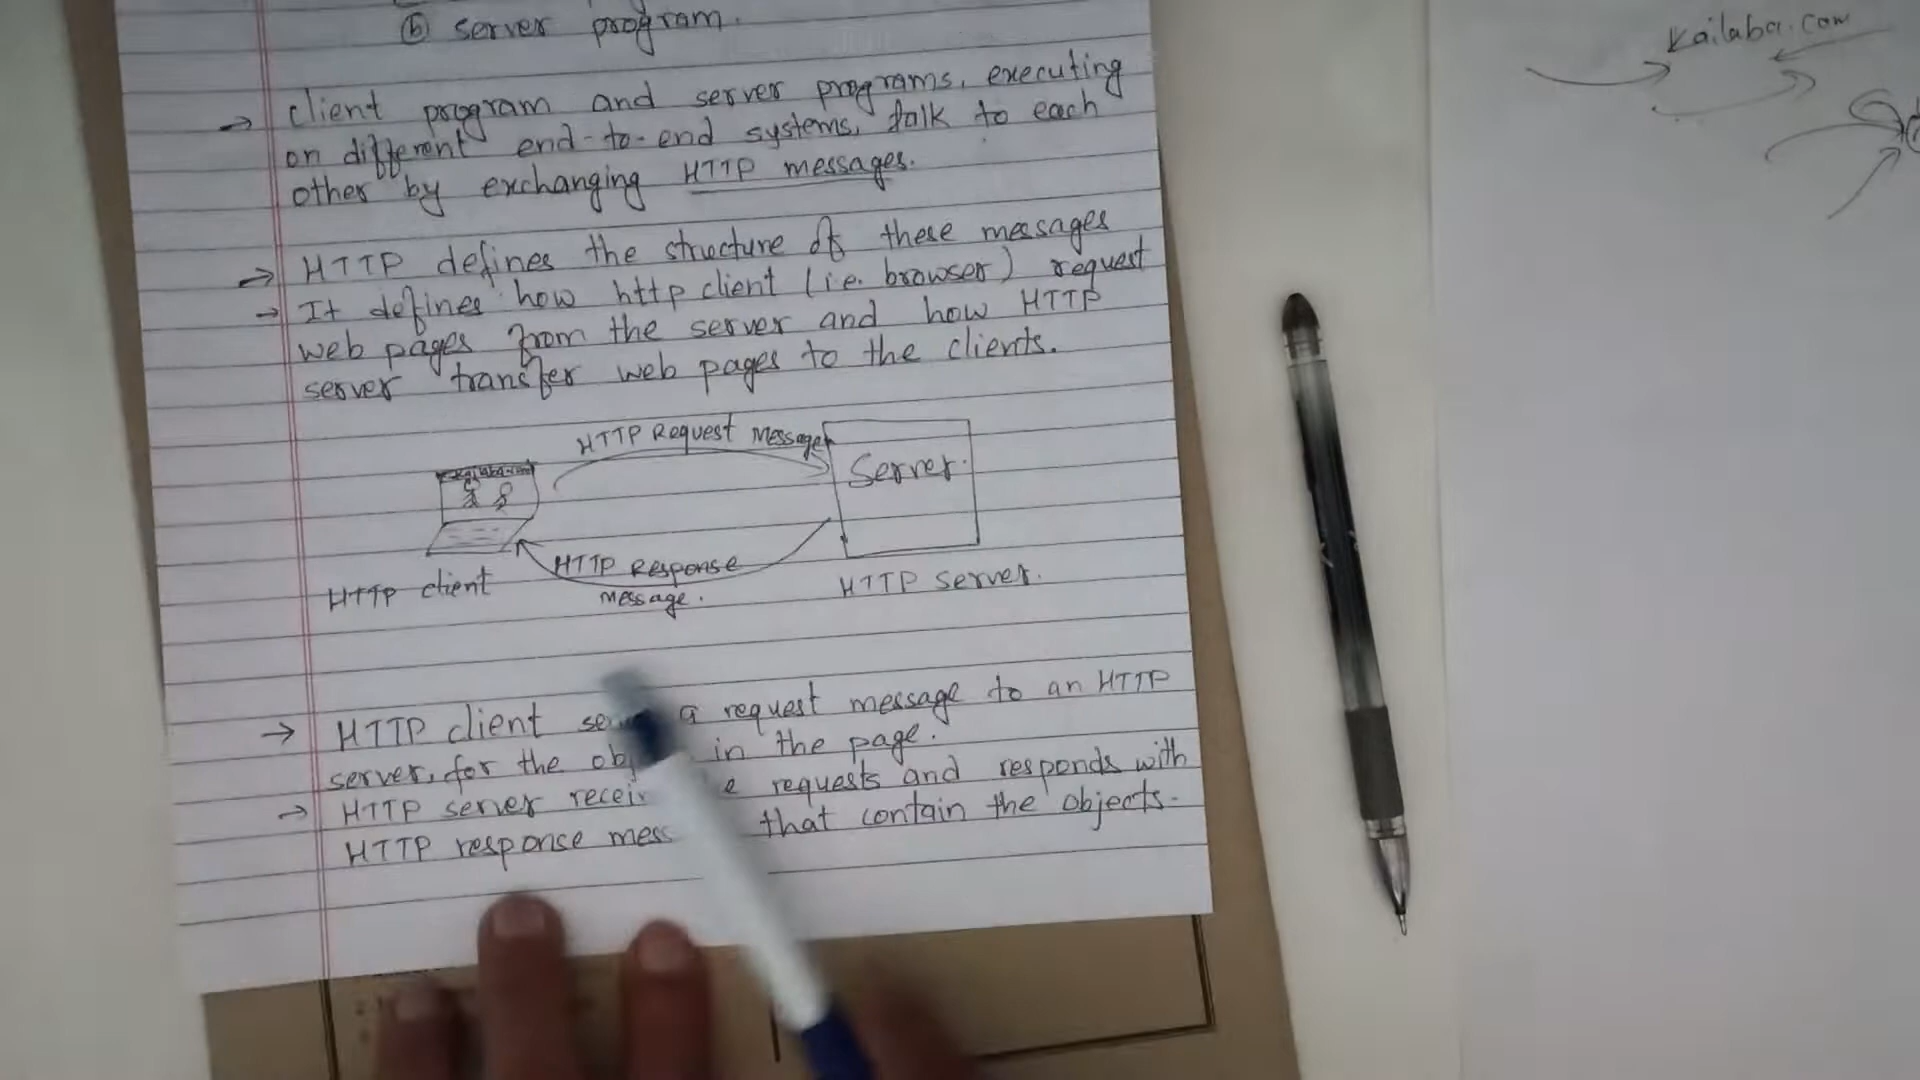 ⓑ server program.
→ client program and server programs, executing
on different end-to-end systems, talk to each
other by exchanging HTTP messages.
→ HTTP defines the structure of these messages
→ It defines how http client (i.e. browser) request
web pages from the server and how HTTP
server transfer web pages to the clients.
HTTP Request Message
Server.
HTTP Response
message.
HTTP client
HTTP server.
→ HTTP client a request message to an HTTP
server, for the in the page.
→ HTTP server requests and responds with
HTTP response that contain the objects.
Kailaba.com